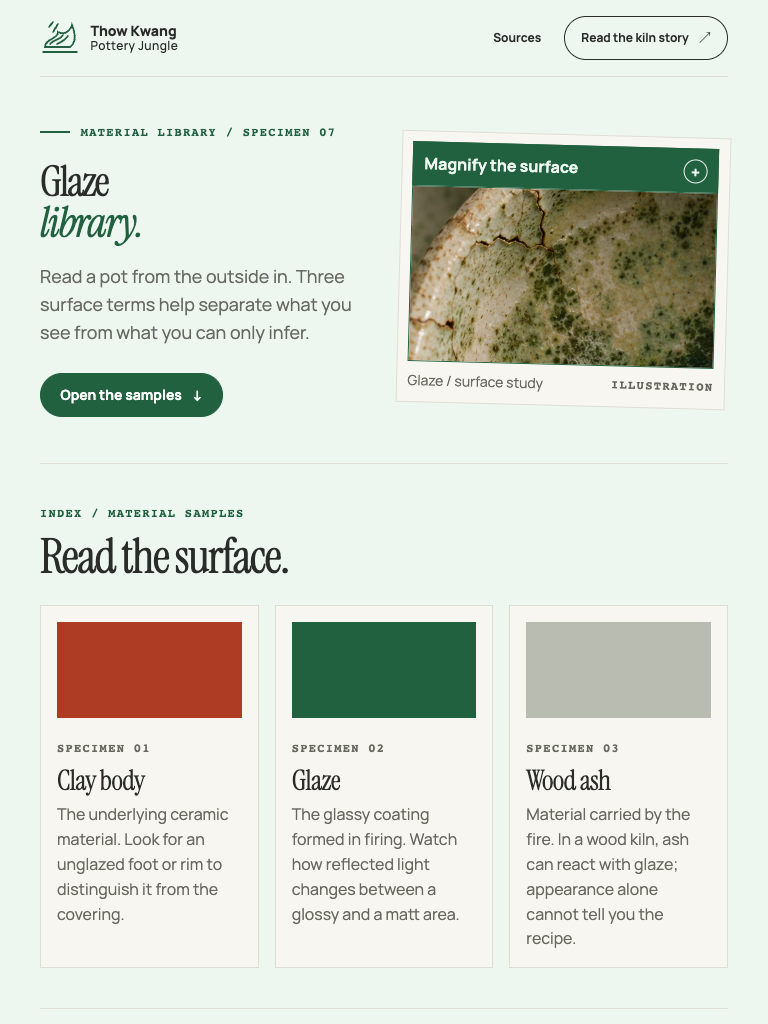 Thow Kwang
Pottery Jungle
Sources
Read the kiln story ↗
MATERIAL LIBRARY / SPECIMEN 07
Glaze
library.
Read a pot from the outside in. Three
surface terms help separate what you
see from what you can only infer.
Open the samples ↓
Magnify the surface +
Glaze / surface study
ILLUSTRATION
INDEX / MATERIAL SAMPLES
Read the surface.
SPECIMEN 01
Clay body
The underlying ceramic
material. Look for an
unglazed foot or rim to
distinguish it from the
covering.
SPECIMEN 02
Glaze
The glassy coating
formed in firing. Watch
how reflected light
changes between a
glossy and a matt area.
SPECIMEN 03
Wood ash
Material carried by the
fire. In a wood kiln, ash
can react with glaze;
appearance alone
cannot tell you the
recipe.